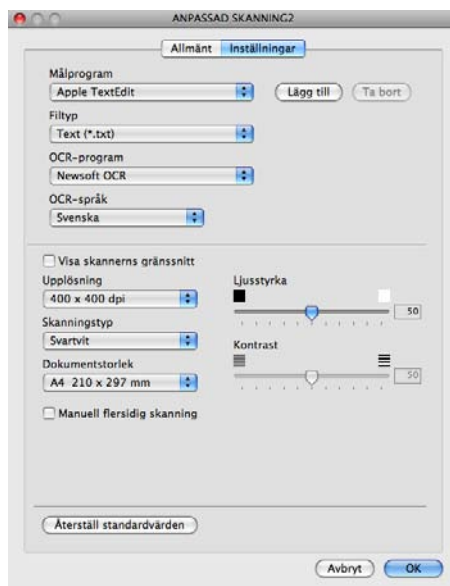 ANPASSAD SKANNING2
Allmänt Inställningar
Målprogram
Apple TextEdit Lägg till Ta bort
Filtyp
Text (*.txt)
OCR-program
Newsoft OCR
OCR-språk
Svenska
Visa skannerns gränssnitt
Upplösning Ljusstyrka
400 x 400 dpi 50
Skanningstyp
Svartvit Kontrast
Dokumentstorlek
A4 210 x 297 mm 50
Manuell flersidig skanning
Återställ standardvärden
Avbryt OK